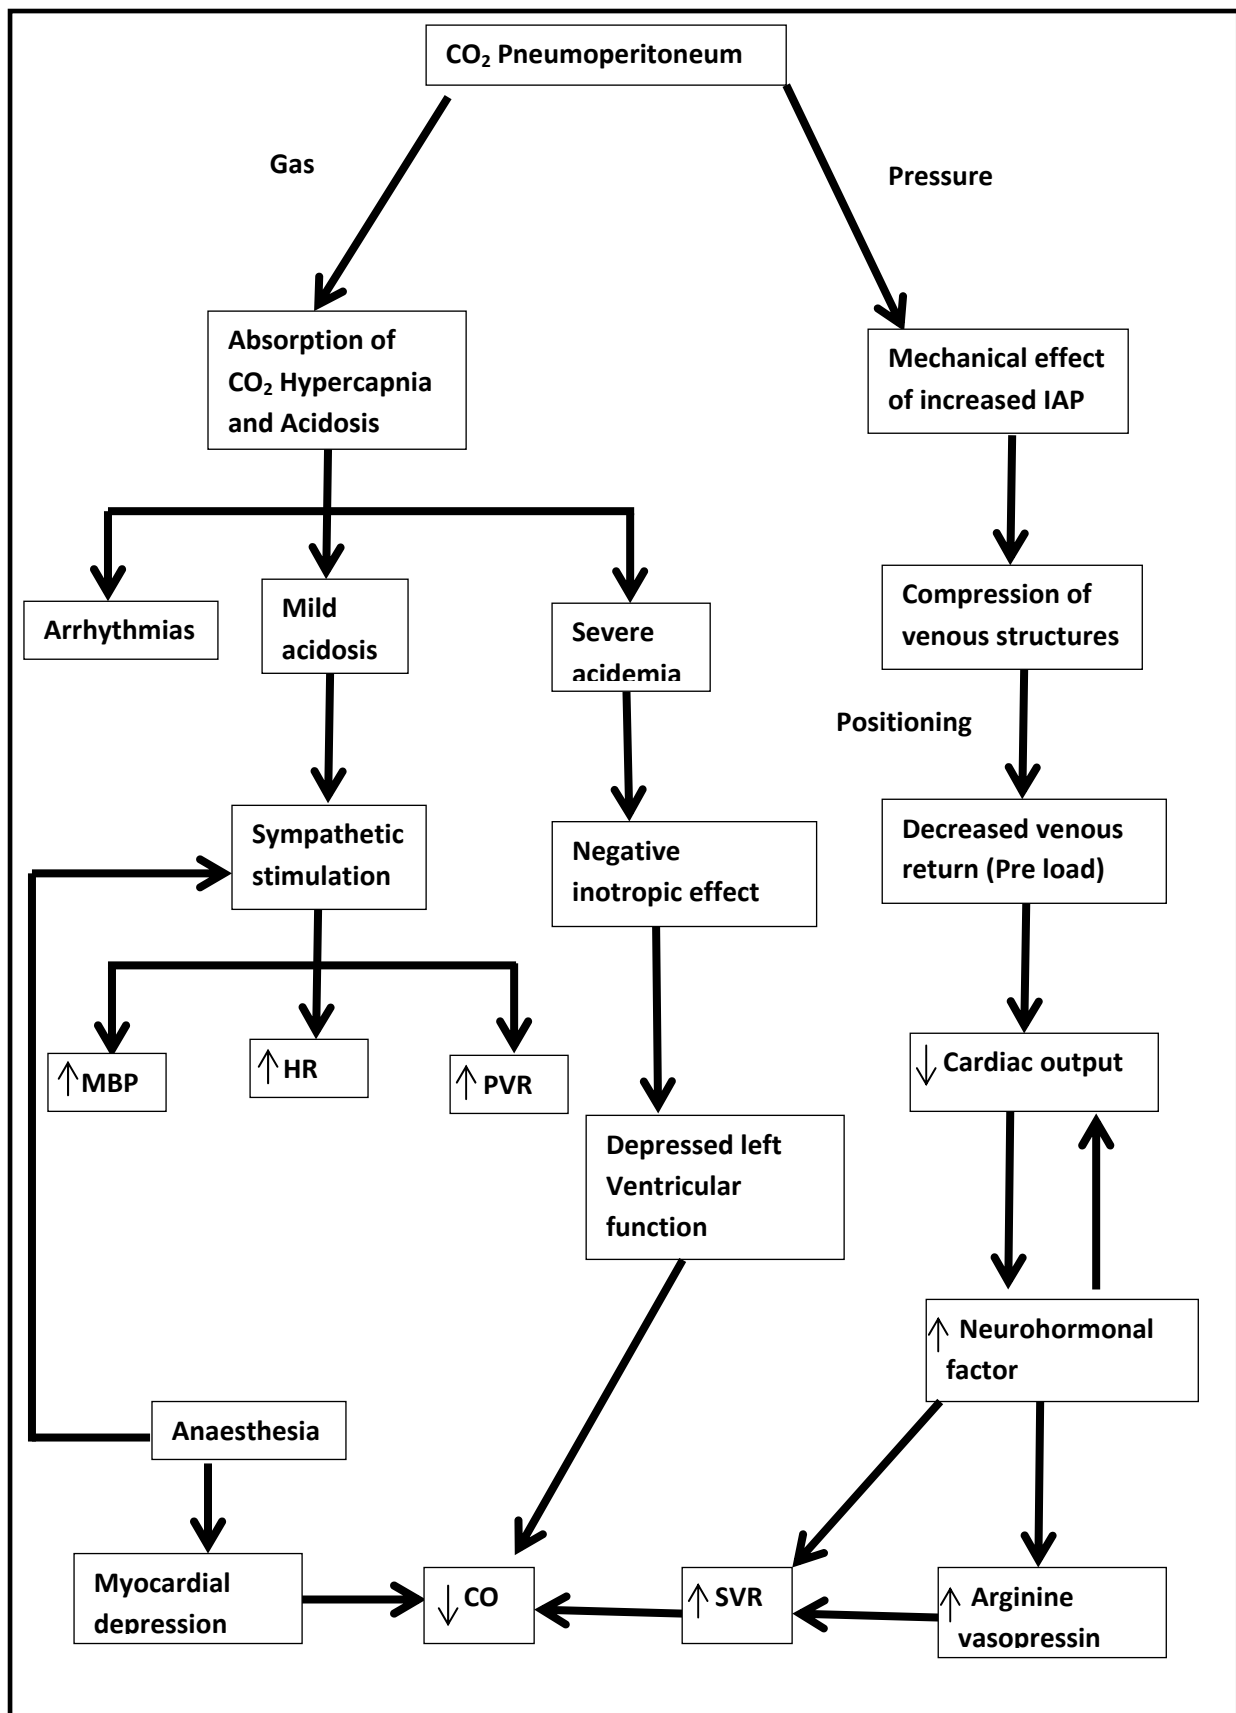 CO₂ Pneumoperitoneum
Gas
Pressure
Absorption of
CO₂ Hypercapnia
and Acidosis
Mechanical effect
of increased IAP
Arrhythmias
Mild
acidosis
Severe
acidemia
Compression of
venous structures
Positioning
Sympathetic
stimulation
Negative
inotropic effect
Decreased venous
return (Pre load)
↑ MBP
↑ HR
↑ PVR
↓ Cardiac output
Depressed left
Ventricular
function
↑ Neurohormonal
factor
Anaesthesia
Myocardial
depression
↓ CO
↑ SVR
↑ Arginine
vasopressin